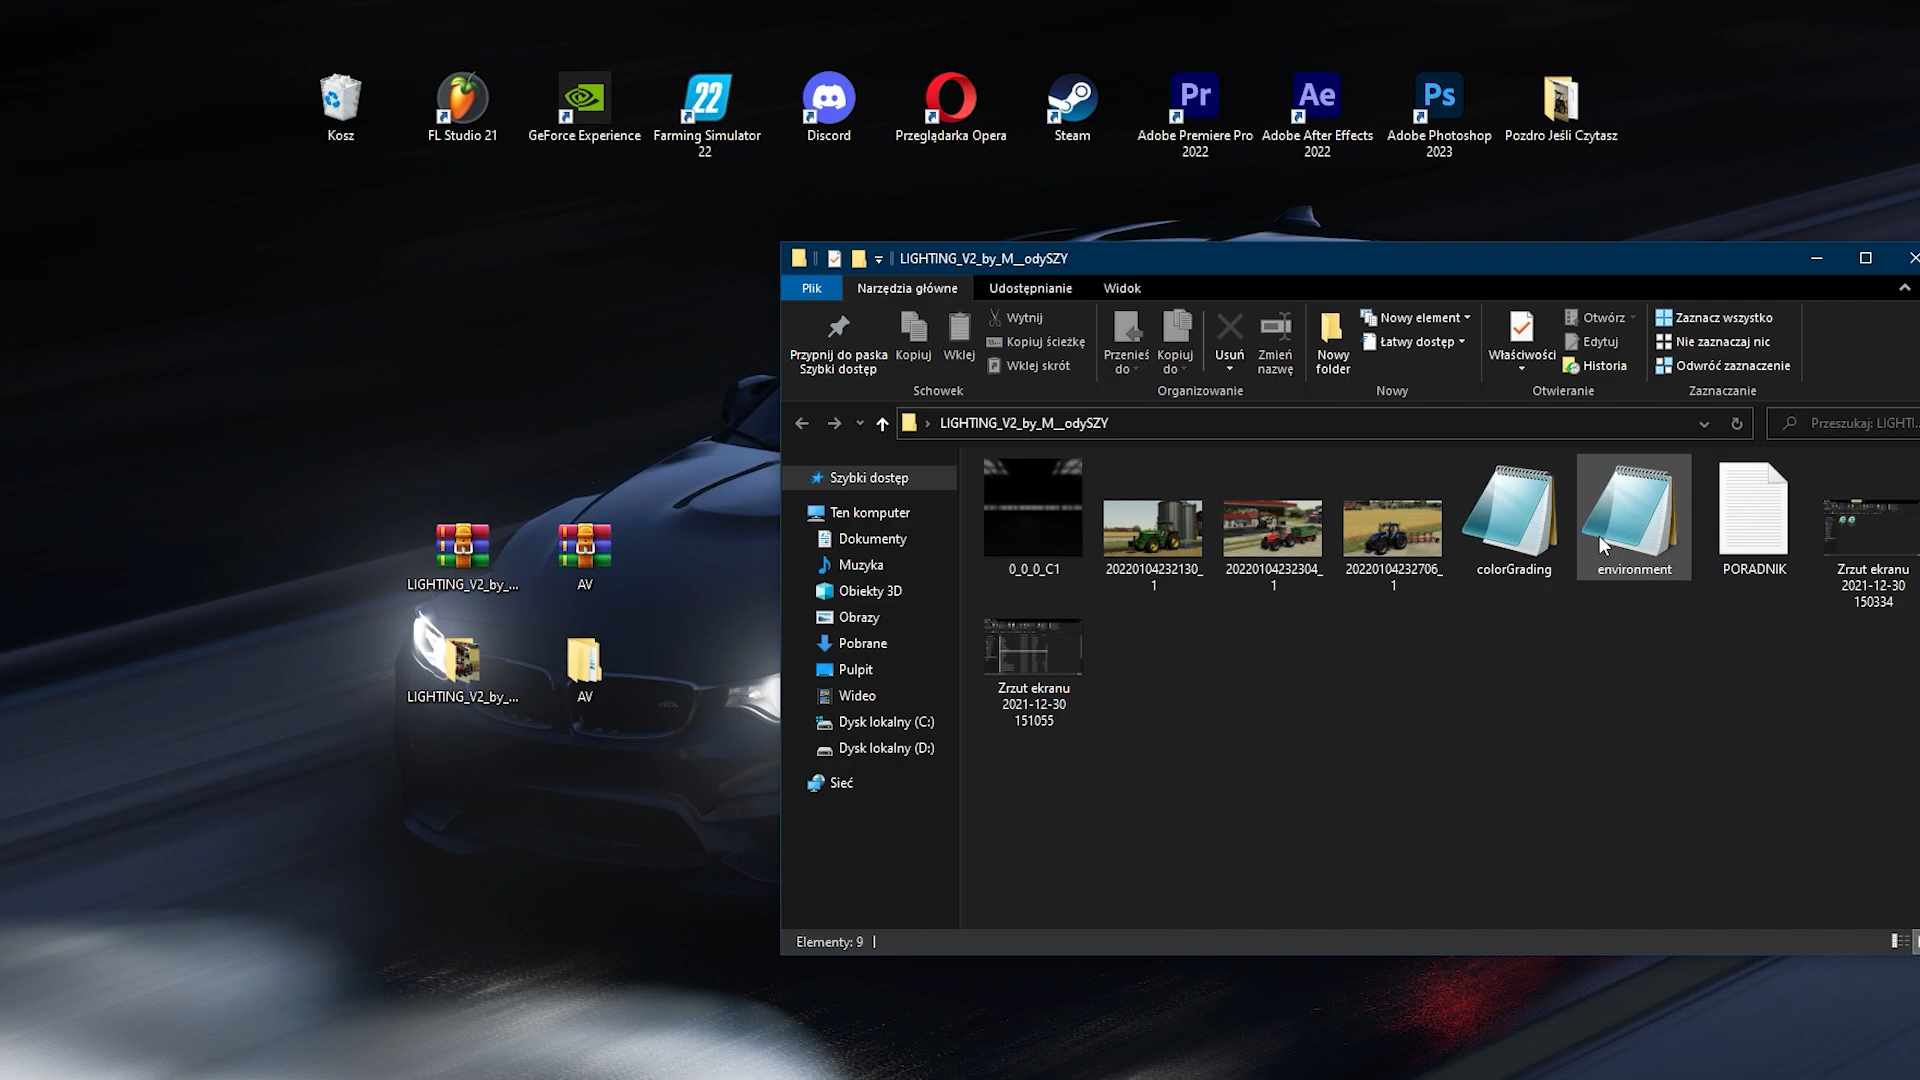 Kosz
FL Studio 21
GeForce Experience
22
Farming Simulator
22
Discord
Przeglądarka Opera
Steam
Pr
Adobe Premiere Pro
2022
Ae
Adobe After Effects
2022
Ps
Adobe Photoshop
2023
Pozdro Jeśli Czytasz
LIGHTING_V2_by_M__odySZY
Plik
Narzędzia główne
Udostępnianie
Widok
Przypnij do paska
Szybki dostęp
Kopiuj
Wklej
Wytnij
Kopiuj ścieżkę
Wklej skrót
Schowek
Przenieś
do
Kopiuj
do
Usuń
Zmień
nazwę
Organizowanie
Nowy
folder
Nowy element
Łatwy dostęp
Nowy
Właściwości
Otwórz
Edytuj
Historia
Otwieranie
Zaznacz wszystko
Nie zaznaczaj nic
Odwróć zaznaczenie
Zaznaczanie
LIGHTING_V2_by_M__odySZY
Przeszukaj: LIGHTI...
Szybki dostęp
Ten komputer
Dokumenty
Muzyka
Obiekty 3D
Obrazy
Pobrane
Pulpit
Wideo
Dysk lokalny (C:)
Dysk lokalny (D:)
Sieć
0_0_0_C1
20220104232130_
1
20220104232304_
1
20220104232706_
1
colorGrading
environment
PORADNIK
Zrzut ekranu
2021-12-30
150334
Zrzut ekranu
2021-12-30
151055
LIGHTING_V2_by_...
AV
LIGHTING_V2_by_...
AV
Elementy: 9